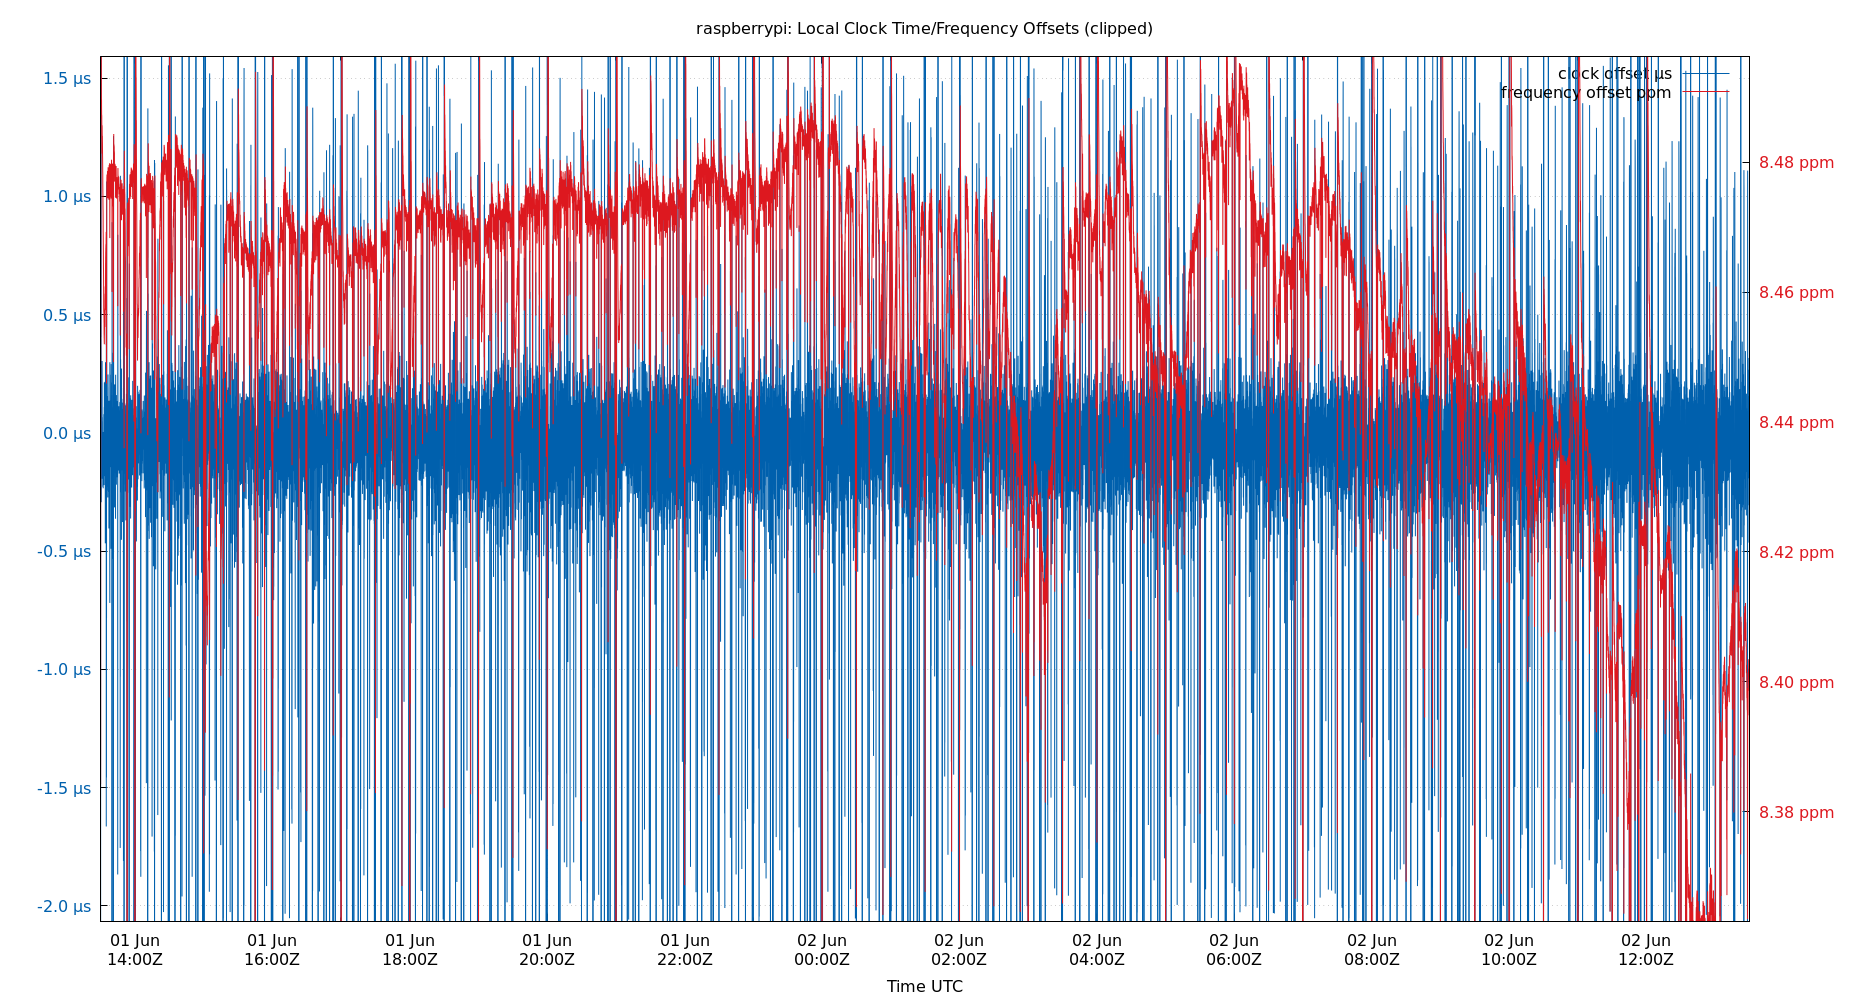 raspberrypi: Local Clock Time/Frequency Offsets (clipped)
clock offset µs
frequency offset ppm
1.5 µs
1.0 µs
0.5 µs
0.0 µs
-0.5 µs
-1.0 µs
-1.5 µs
-2.0 µs
8.48 ppm
8.46 ppm
8.44 ppm
8.42 ppm
8.40 ppm
8.38 ppm
01 Jun 01 Jun 01 Jun 01 Jun 01 Jun 02 Jun 02 Jun 02 Jun 02 Jun 02 Jun 02 Jun 02 Jun
14:00Z 16:00Z 18:00Z 20:00Z 22:00Z 00:00Z 02:00Z 04:00Z 06:00Z 08:00Z 10:00Z 12:00Z
Time UTC